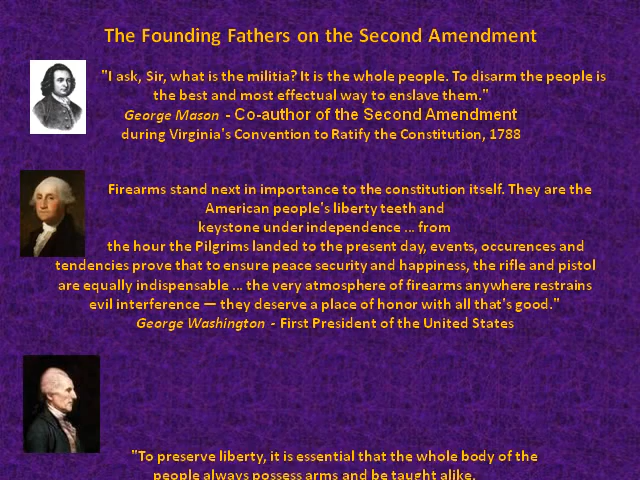 The Founding Fathers on the Second Amendment
"I ask, Sir, what is the militia? It is the whole people. To disarm the people is
the best and most effectual way to enslave them."
George Mason - Co-author of the Second Amendment
during Virginia's Convention to Ratify the Constitution, 1788
Firearms stand next in importance to the constitution itself. They are the
American people's liberty teeth and
keystone under independence ... from
the hour the Pilgrims landed to the present day, events, occurences and
tendencies prove that to ensure peace security and happiness, the rifle and pistol
are equally indispensable ... the very atmosphere of firearms anywhere restrains
evil interference — they deserve a place of honor with all that's good."
George Washington - First President of the United States
"To preserve liberty, it is essential that the whole body of the
people always possess arms and be taught alike,